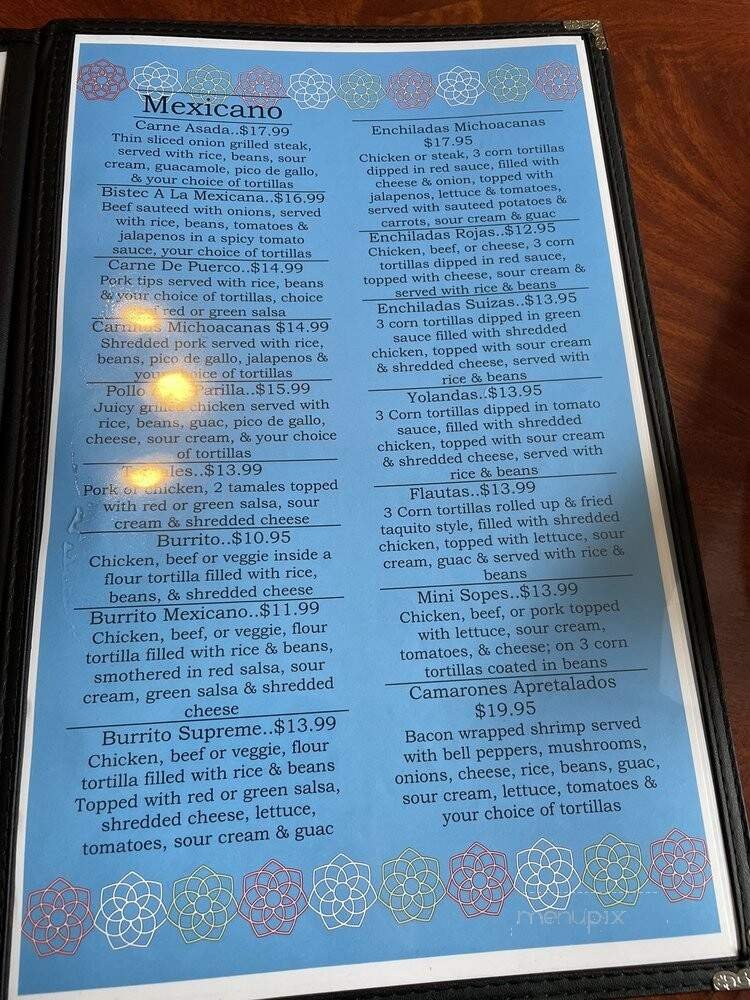 Mexicano
Carne Asada..$17.99
Thin sliced onion grilled steak,
served with rice, beans, sour
cream, guacamole, pico de gallo,
& your choice of tortillas
Bistec A La Mexicana..$16.99
Beef sauteed with onions, served
with rice, beans, tomatoes &
jalapenos in a spicy tomato
sauce, your choice of tortillas
Carne De Puerco..$14.99
Pork tips served with rice, beans
& your choice of tortillas, choice
of red or green salsa
Carnitas Michoacanas $14.99
Shredded pork served with rice,
beans, pico de gallo, jalapenos &
your choice of tortillas
Pollo Parilla..$15.99
Juicy grilled chicken served with
rice, beans, guac, pico de gallo,
cheese, sour cream, & your choice
of tortillas
Tamales..$13.99
Pork or chicken, 2 tamales topped
with red or green salsa, sour
cream & shredded cheese
Burrito..$10.95
Chicken, beef or veggie inside a
flour tortilla filled with rice,
beans, & shredded cheese
Burrito Mexicano..$11.99
Chicken, beef, or veggie, flour
tortilla filled with rice & beans,
smothered in red salsa, sour
cream, green salsa & shredded
cheese
Burrito Supreme..$13.99
Chicken, beef or veggie, flour
tortilla filled with rice & beans
Topped with red or green salsa,
shredded cheese, lettuce,
tomatoes, sour cream & guac
Enchiladas Michoacanas
$17.95
Chicken or steak, 3 corn tortillas
dipped in red sauce, filled with
cheese & onion, topped with
jalapenos, lettuce & tomatoes,
served with sauteed potatoes &
carrots, sour cream & guac
Enchiladas Rojas..$12.95
Chicken, beef, or cheese, 3 corn
tortillas dipped in red sauce,
topped with cheese, sour cream &
served with rice & beans
Enchiladas Suizas..$13.95
3 corn tortillas dipped in green
sauce filled with shredded
chicken, topped with sour cream
& shredded cheese, served with
rice & beans
Yolandas..$13.95
3 Corn tortillas dipped in tomato
sauce, filled with shredded
chicken, topped with sour cream
& shredded cheese, served with
rice & beans
Flautas..$13.99
3 Corn tortillas rolled up & fried
taquito style, filled with shredded
chicken, topped with lettuce, sour
cream, guac & served with rice &
beans
Mini Sopes..$13.99
Chicken, beef, or pork topped
with lettuce, sour cream,
tomatoes, & cheese; on 3 corn
tortillas coated in beans
Camarones Apretalados
$19.95
Bacon wrapped shrimp served
with bell peppers, mushrooms,
onions, cheese, rice, beans, guac,
sour cream, lettuce, tomatoes &
your choice of tortillas
menupix